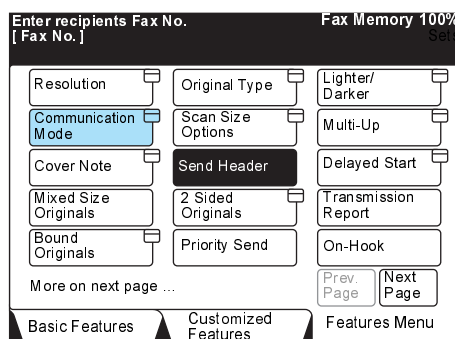 Enter recipients Fax No.
Fax Memory 100%
[ Fax No. ]
Set
Resolution
Original Type
Lighter/
Darker
Communication
Mode
Scan Size
Options
Multi-Up
Cover Note
Send Header
Delayed Start
Mixed Size
Originals
2 Sided
Originals
Transmission
Report
Bound
Originals
Priority Send
On-Hook
More on next page ...
Prev.
Page
Next
Page
Basic Features
Customized
Features
Features Menu